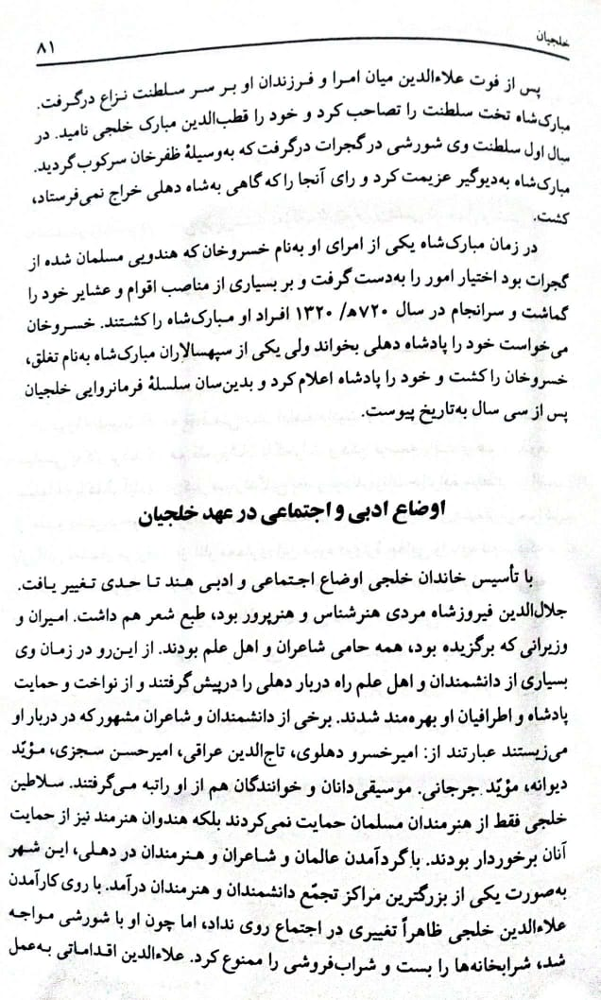 خلجیان
۸۱
پس از فوت علاءالدین میان امرا و فرزندان او بر سر سلطنت نزاع درگرفت.
مبارک‌شاه تخت سلطنت را تصاحب کرد و خود را قطب‌الدین مبارک خلجی نامید. در
سال اول سلطنت وی شورشی در گجرات درگرفت که به‌وسیلهٔ ظفرخان سرکوب گردید.
مبارک‌شاه به‌دیوگیر عزیمت کرد و رای آنجا را که گاهی به‌شاه دهلی خراج نمی‌فرستاد،
کشت.
در زمان مبارک‌شاه یکی از امرای او به‌نام خسروخان که هندویی مسلمان شده از
گجرات بود اختیار امور را به‌دست گرفت و بر بسیاری از مناصب اقوام و عشایر خود را
گماشت و سرانجام در سال ۷۲۰ه‍/ ۱۳۲۰ افراد او مبارک‌شاه را کشتند. خسروخان
می‌خواست خود را پادشاه دهلی بخواند ولی یکی از سپهسالاران مبارک‌شاه به‌نام تغلق،
خسروخان را کشت و خود را پادشاه اعلام کرد و بدین‌سان سلسلهٔ فرمانروایی خلجیان
پس از سی سال به‌تاریخ پیوست.
اوضاع ادبی و اجتماعی در عهد خلجیان
با تأسیس خاندان خلجی اوضاع اجتماعی و ادبی هند تا حدی تغییر یافت.
جلال‌الدین فیروزشاه مردی هنرشناس و هنرپرور بود، طبع شعر هم داشت. امیران و
وزیرانی که برگزیده بود، همه حامی شاعران و اهل علم بودند. از این‌رو در زمان وی
بسیاری از دانشمندان و اهل علم راه دربار دهلی را درپیش گرفتند و از نواخت و حمایت
پادشاه و اطرافیان او بهره‌مند شدند. برخی از دانشمندان و شاعران مشهور که در دربار او
می‌زیستند عبارتند از: امیرخسرو دهلوی، تاج‌الدین عراقی، امیرحسن سجزی، مؤیّد
دیوانه، مؤیّد جرجانی. موسیقی‌دانان و خوانندگان هم از او راتبه می‌گرفتند. سلاطین
خلجی فقط از هنرمندان مسلمان حمایت نمی‌کردند بلکه هندوان هنرمند نیز از حمایت
آنان برخوردار بودند. با گردآمدن عالمان و شاعران و هنرمندان در دهلی، این شهر
به‌صورت یکی از بزرگترین مراکز تجمّع دانشمندان و هنرمندان درآمد. با روی کارآمدن
علاءالدین خلجی ظاهراً تغییری در اجتماع روی نداد، اما چون او با شورشی مواجه
شد، شرابخانه‌ها را بست و شراب‌فروشی را ممنوع کرد. علاءالدین اقداماتی به‌عمل